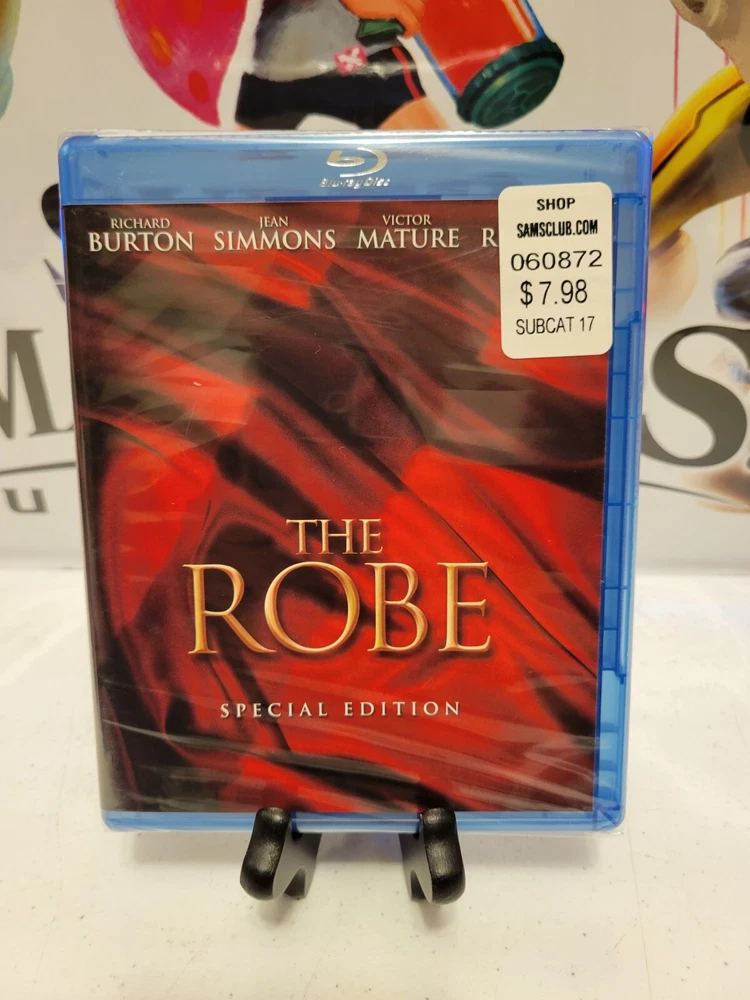 Blu-ray Disc
RICHARD BURTON JEAN SIMMONS VICTOR MATURE R
SHOP
SAMSCLUB.COM
060872
$7.98
SUBCAT 17
THE
ROBE
SPECIAL EDITION
M
U
S